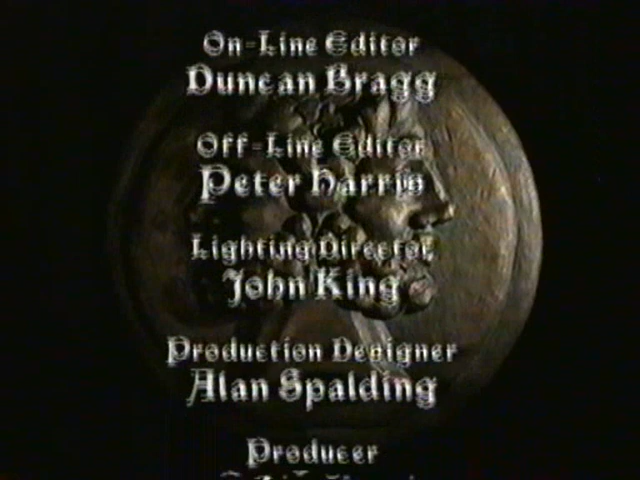 On-Line Editor
Duncan Bragg
Off-Line Editor
Peter Harris
Lighting Director
John King
Production Designer
Alan Spalding
Producer